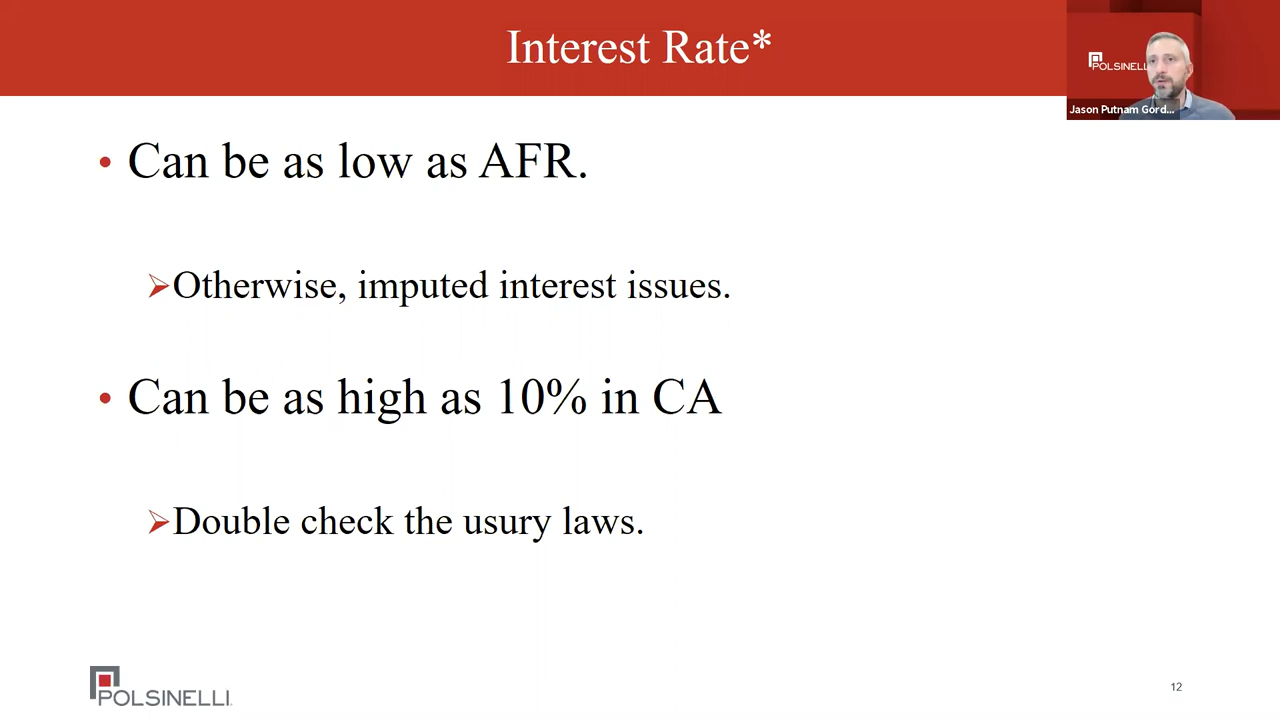 Interest Rate*
POLSINELLI
Jason Putnam Gord...
• Can be as low as AFR.
➢Otherwise, imputed interest issues.
• Can be as high as 10% in CA
➢Double check the usury laws.
POLSINELLI
12